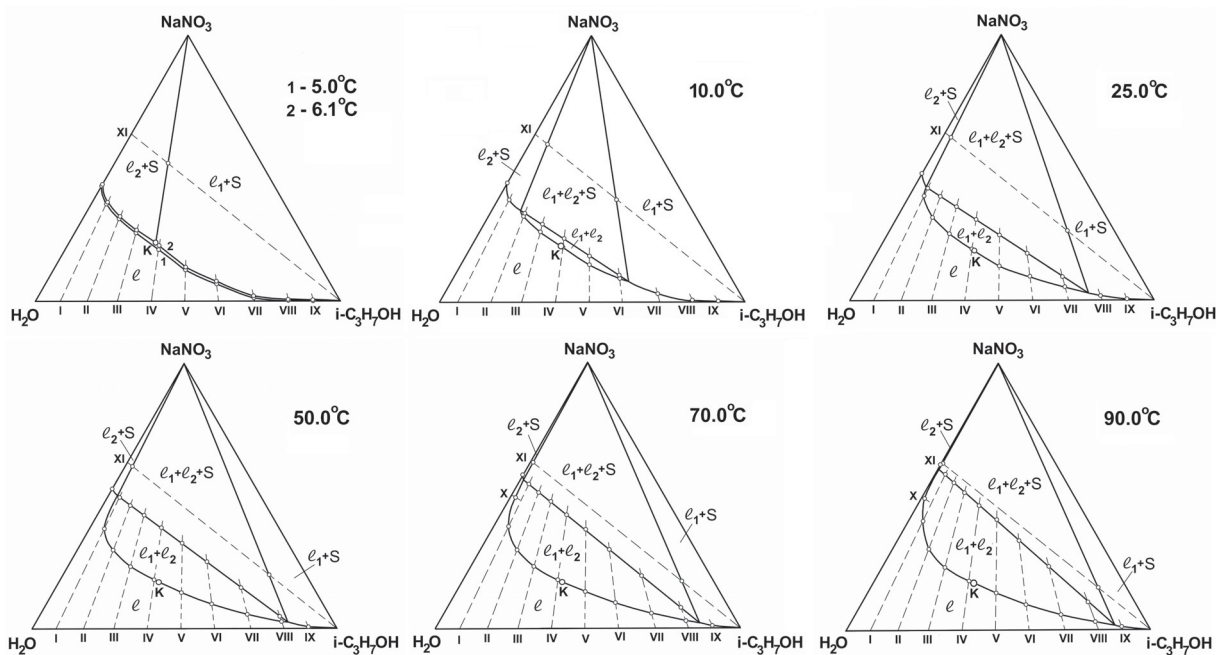 NaNO₃
1 - 5.0°C
2 - 6.1°C
XI
ℓ₂+S
ℓ₁+S
K
2
1
ℓ
H₂O
I
II
III
IV
V
VI
VII
VIII
IX
i-C₃H₇OH
NaNO₃
10.0°C
XI
ℓ₂+S
ℓ₁+ℓ₂+S
ℓ₁+S
ℓ₁+ℓ₂
K
ℓ
H₂O
I
II
III
IV
V
VI
VII
VIII
IX
i-C₃H₇OH
NaNO₃
25.0°C
ℓ₂+S
XI
ℓ₁+ℓ₂+S
ℓ₁+S
ℓ₁+ℓ₂
K
ℓ
H₂O
I
II
III
IV
V
VI
VII
VIII
IX
i-C₃H₇OH
NaNO₃
50.0°C
ℓ₂+S
XI
ℓ₁+ℓ₂+S
ℓ₁+S
ℓ₁+ℓ₂
K
ℓ
H₂O
I
II
III
IV
V
VI
VII
VIII
IX
i-C₃H₇OH
NaNO₃
70.0°C
ℓ₂+S
XI
ℓ₁+ℓ₂+S
X
ℓ₁+S
ℓ₁+ℓ₂
K
ℓ
H₂O
I
II
III
IV
V
VI
VII
VIII
IX
i-C₃H₇OH
NaNO₃
90.0°C
ℓ₂+S
XI
ℓ₁+ℓ₂+S
X
ℓ₁+ℓ₂
ℓ₁+S
K
ℓ
H₂O
I
II
III
IV
V
VI
VII
VIII
IX
i-C₃H₇OH